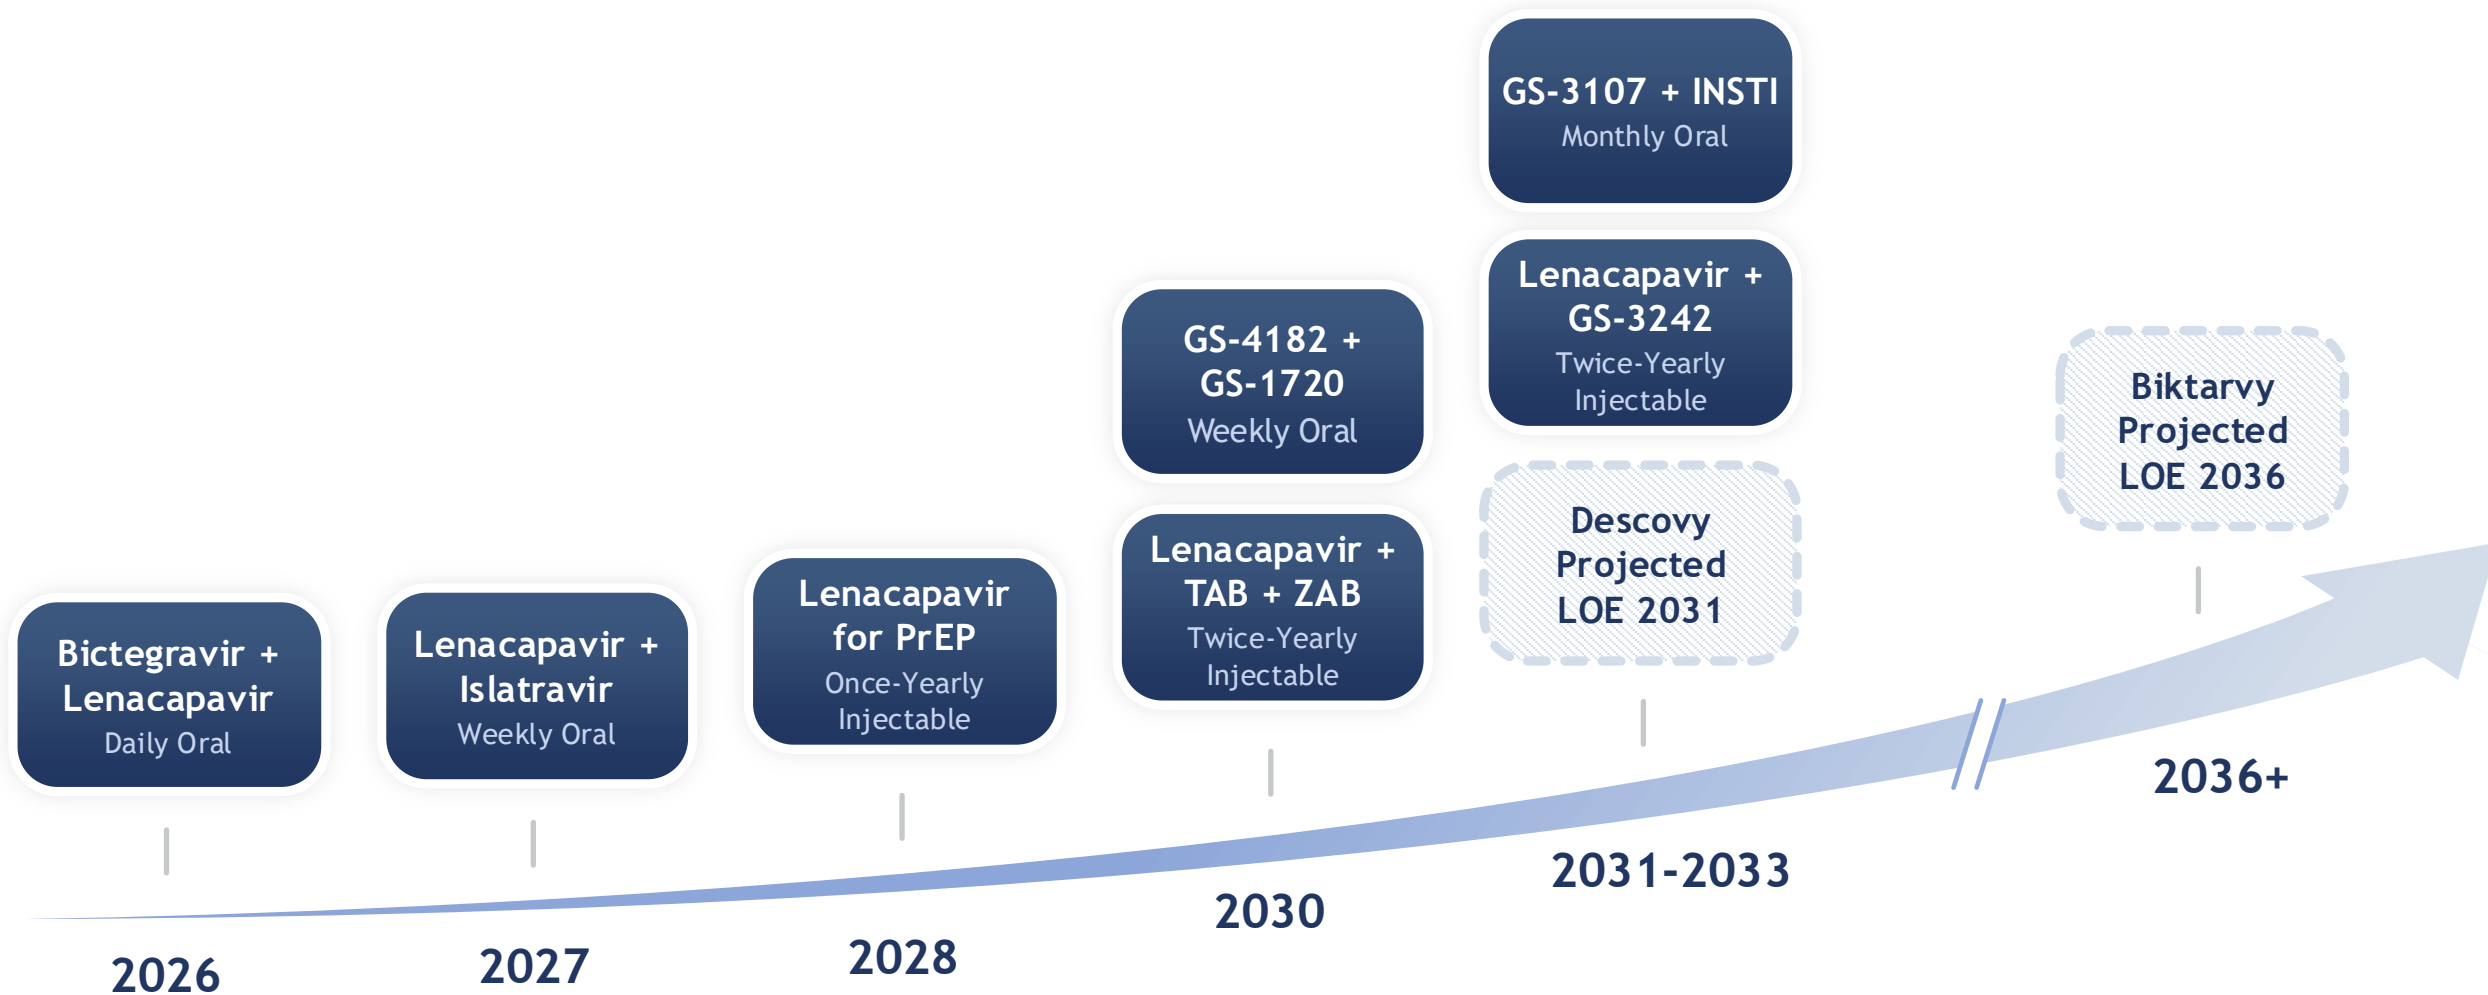 GS-3107 + INSTI
Monthly Oral
Lenacapavir +
GS-3242
Twice-Yearly
Injectable
GS-4182 +
GS-1720
Weekly Oral
Biktarvy
Projected
LOE 2036
Descovy
Projected
LOE 2031
Lenacapavir +
TAB + ZAB
Twice-Yearly
Injectable
Lenacapavir
for PrEP
Once-Yearly
Injectable
Lenacapavir +
Islatravir
Weekly Oral
Bictegravir +
Lenacapavir
Daily Oral
2026
2027
2028
2030
2031-2033
2036+